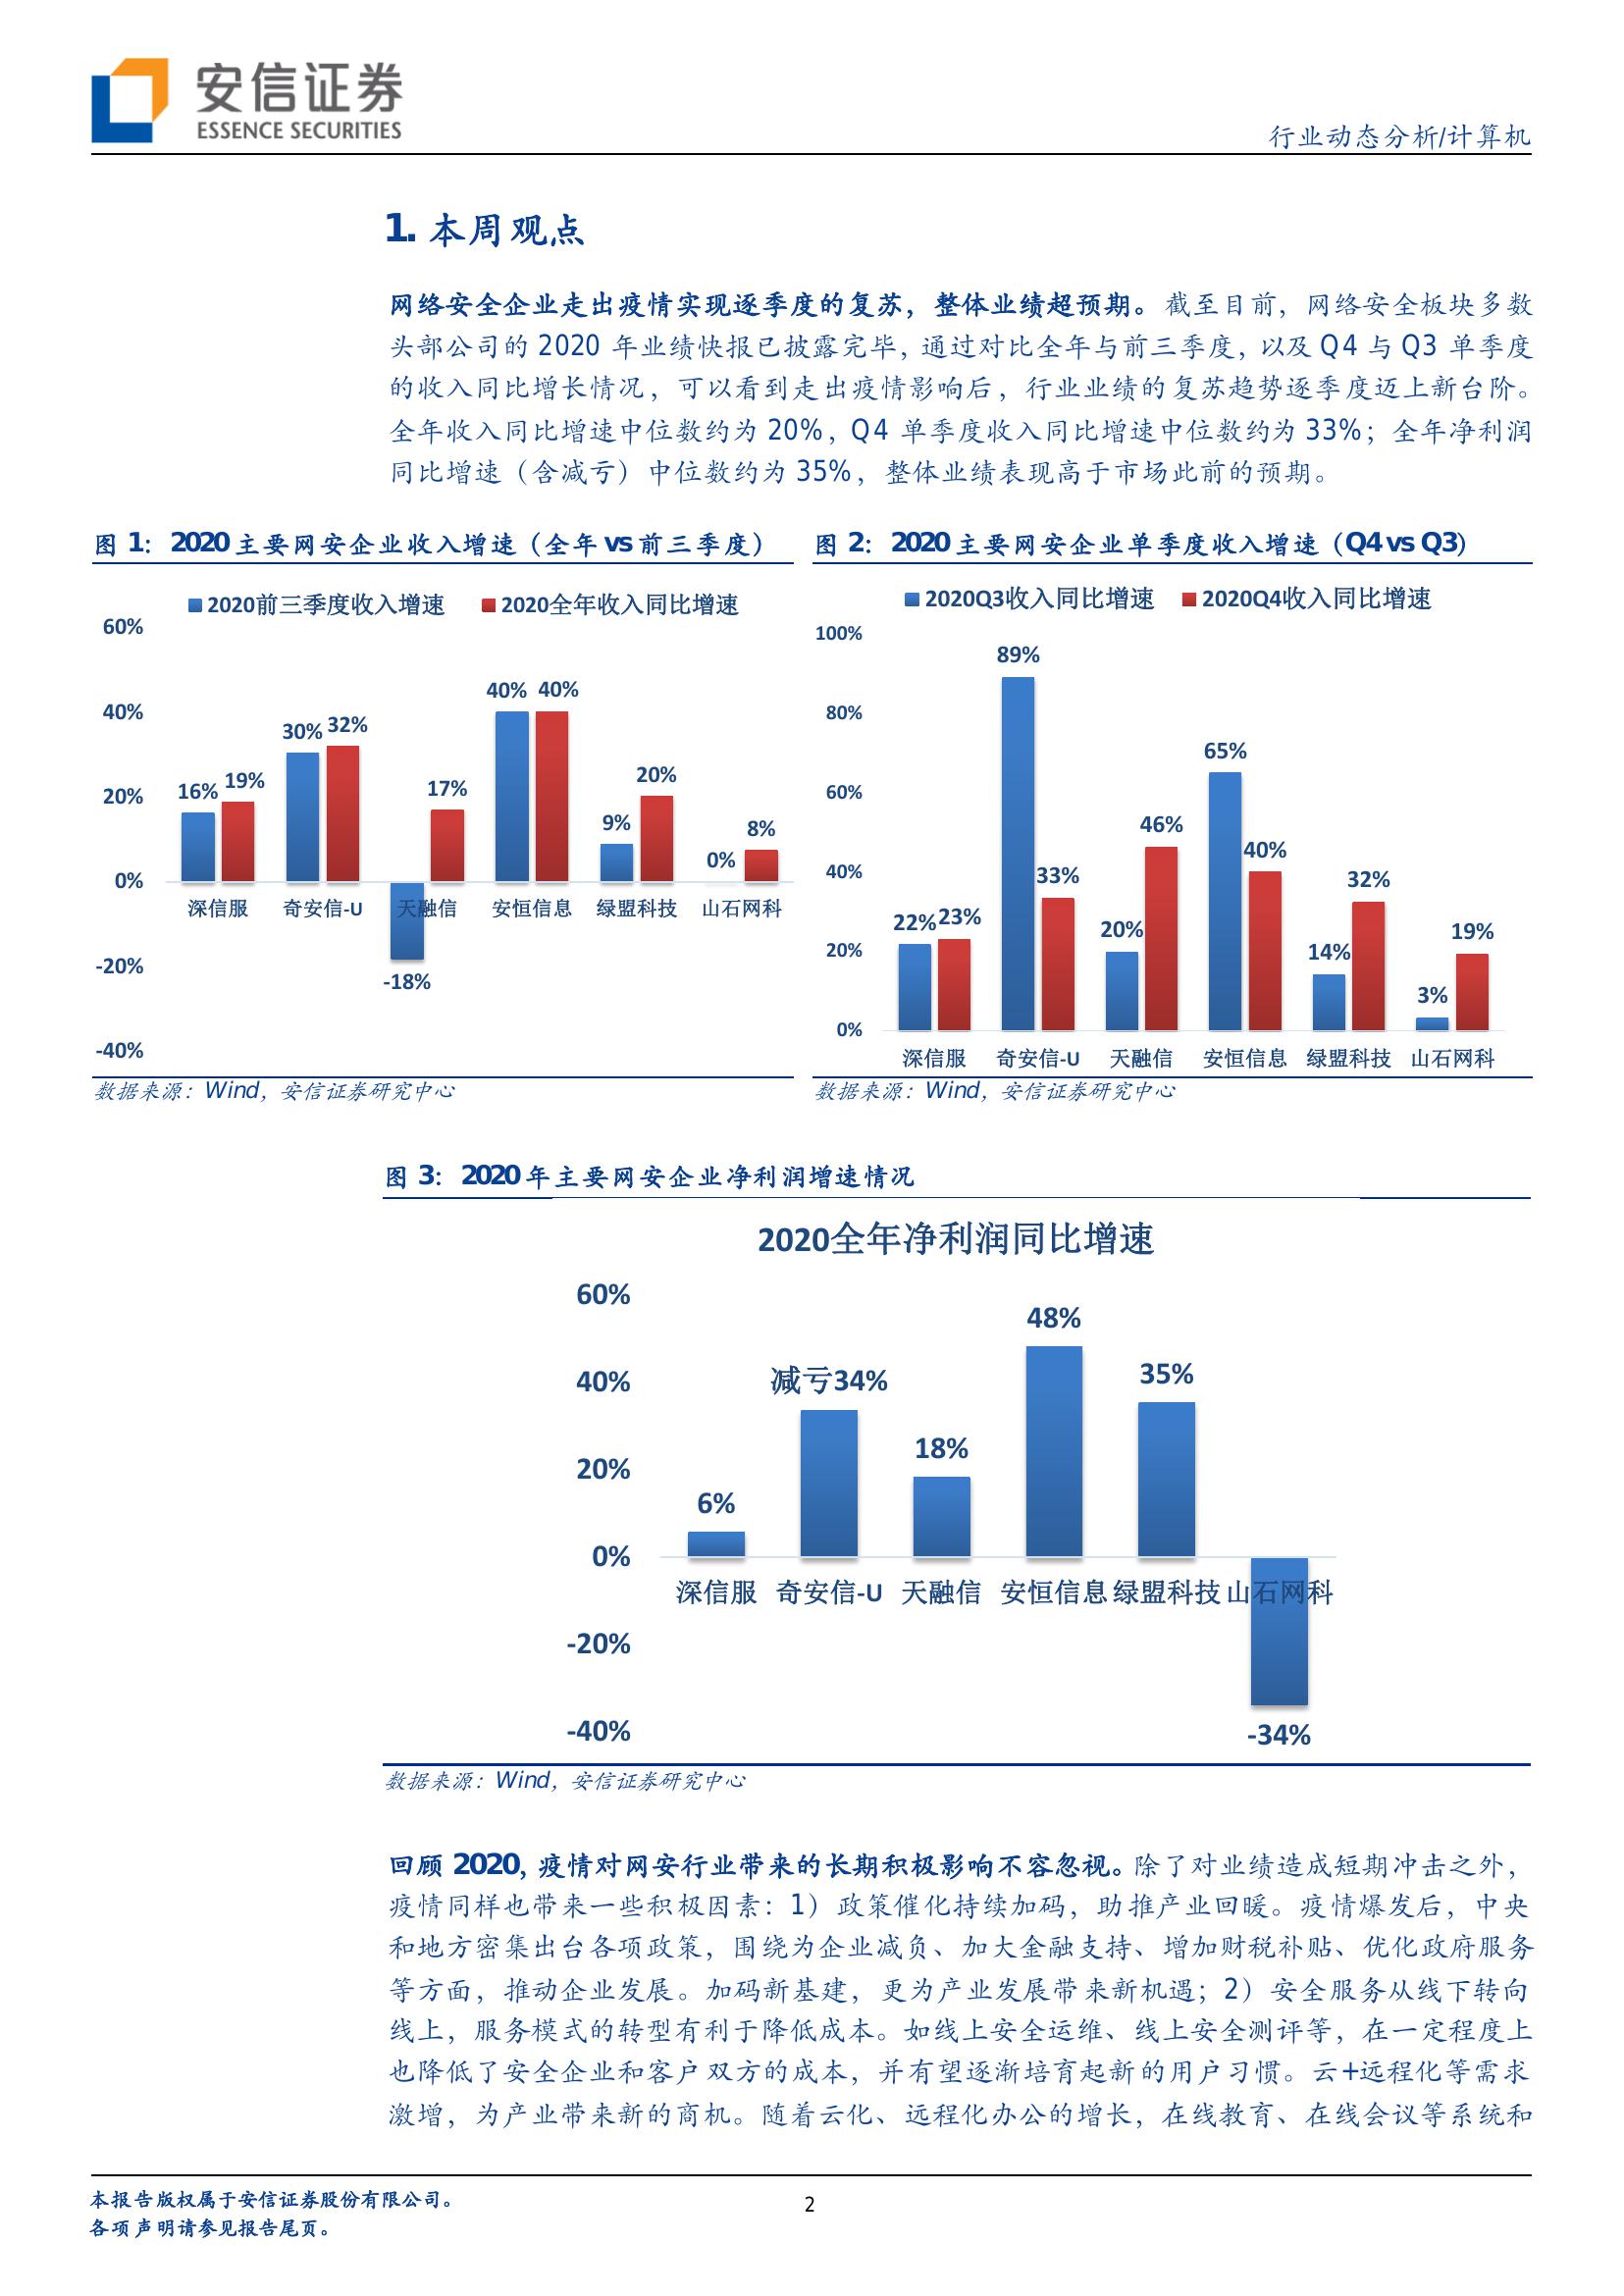 安信证券
ESSENCE SECURITIES
行业动态分析/计算机
1. 本周观点
网络安全企业走出疫情实现逐季度的复苏，整体业绩超预期。截至目前，网络安全板块多数
头部公司的 2020 年业绩快报已披露完毕，通过对比全年与前三季度，以及 Q4 与 Q3 单季度
的收入同比增长情况，可以看到走出疫情影响后，行业业绩的复苏趋势逐季度迈上新台阶。
全年收入同比增速中位数约为 20%，Q4 单季度收入同比增速中位数约为 33%；全年净利润
同比增速（含减亏）中位数约为 35%，整体业绩表现高于市场此前的预期。
图 1：2020 主要网安企业收入增速（全年 vs 前三季度）
2020前三季度收入增速 2020全年收入同比增速
60%
40%
20%
0%
-20%
-40%
16% 19% 30% 32% -18% 17% 40% 40% 9% 20% 0% 8%
深信服 奇安信-U 天融信 安恒信息 绿盟科技 山石网科
数据来源：Wind，安信证券研究中心
图 2：2020 主要网安企业单季度收入增速（Q4 vs Q3）
2020Q3收入同比增速 2020Q4收入同比增速
100%
80%
60%
40%
20%
0%
22% 23% 89% 33% 20% 46% 65% 40% 14% 32% 3% 19%
深信服 奇安信-U 天融信 安恒信息 绿盟科技 山石网科
数据来源：Wind，安信证券研究中心
图 3：2020 年主要网安企业净利润增速情况
2020全年净利润同比增速
60%
40%
20%
0%
-20%
-40%
6% 减亏34% 18% 48% 35% -34%
深信服 奇安信-U 天融信 安恒信息 绿盟科技 山石网科
数据来源：Wind，安信证券研究中心
回顾 2020，疫情对网安行业带来的长期积极影响不容忽视。除了对业绩造成短期冲击之外，
疫情同样也带来一些积极因素：1）政策催化持续加码，助推产业回暖。疫情爆发后，中央
和地方密集出台各项政策，围绕为企业减负、加大金融支持、增加财税补贴、优化政府服务
等方面，推动企业发展。加码新基建，更为产业发展带来新机遇；2）安全服务从线下转向
线上，服务模式的转型有利于降低成本。如线上安全运维、线上安全测评等，在一定程度上
也降低了安全企业和客户双方的成本，并有望逐渐培育起新的用户习惯。云+远程化等需求
激增，为产业带来新的商机。随着云化、远程化办公的增长，在线教育、在线会议等系统和
本报告版权属于安信证券股份有限公司。
各项声明请参见报告尾页。
2